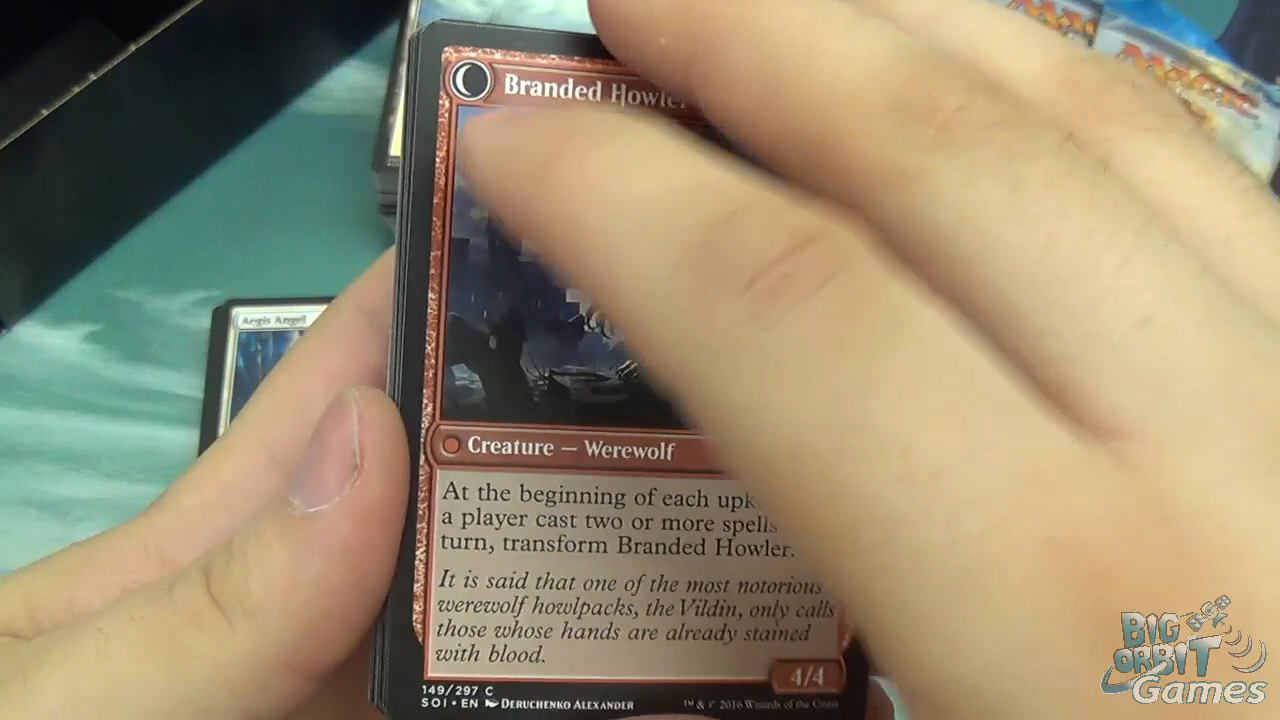 Branded Howler
Aegis Angel
MAGIC
Creature — Werewolf
At the beginning of each
a player cast two or more spells
turn, transform Branded Howler.
It is said that one of the most notorious
werewolf howlpacks, the Vildin, only calls
those whose hands are already stained
with blood.
4/4
149/297 C
SOI • EN DERUCHENKO ALEXANDER
™ & © 2016 Wizards of the Coast
BIG
ORBIT
Games